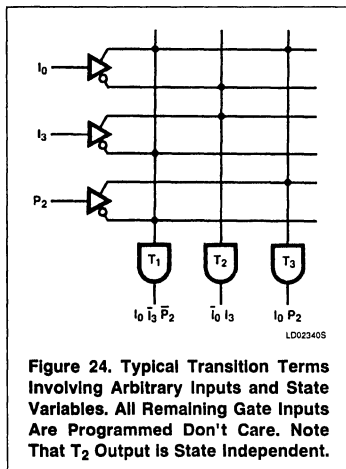 I₀
I₃
P₂
T₁ T₂ T₃
I₀ Ī₃ P̄₂ Ī₀ I₃ I₀ P₂
LD02340S
Figure 24. Typical Transition Terms
Involving Arbitrary Inputs and State
Variables. All Remaining Gate Inputs
Are Programmed Don't Care. Note
That T₂ Output is State Independent.